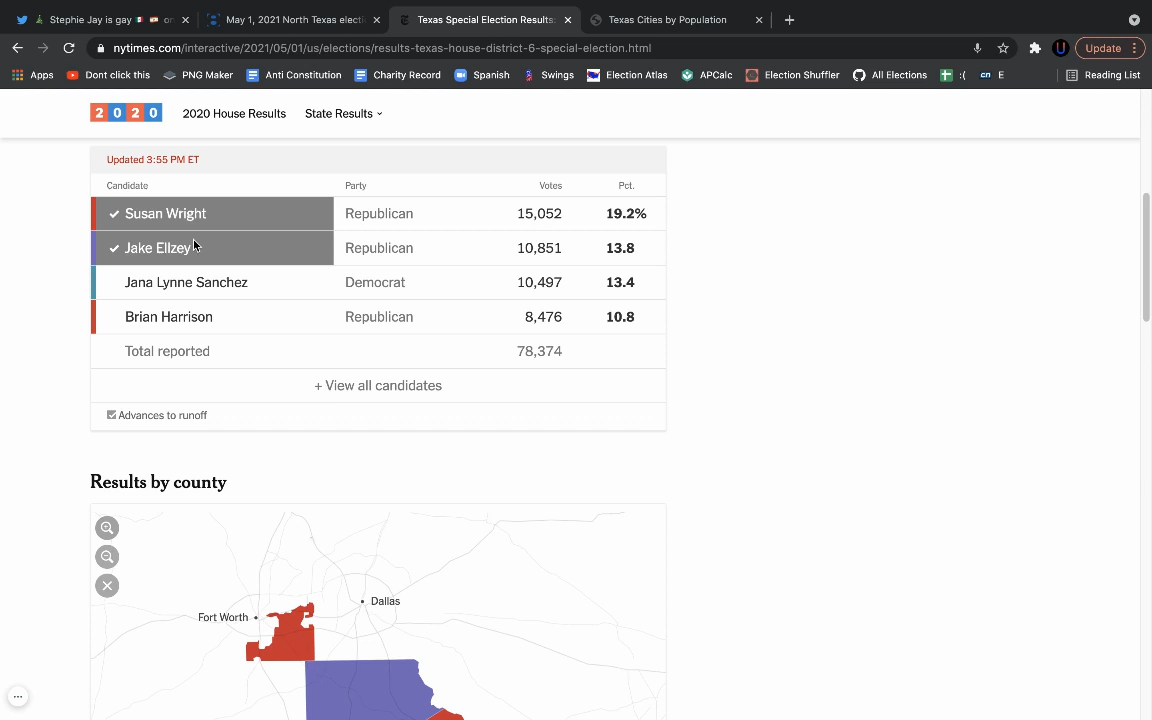 Stephie Jay is gay 🇲🇽 🏳️ on
May 1, 2021 North Texas electi
Texas Special Election Results:
Texas Cities by Population
nytimes.com/interactive/2021/05/01/us/elections/results-texas-house-district-6-special-election.html
Update
Apps
Dont click this
PNG Maker
Anti Constitution
Charity Record
Spanish
Swings
Election Atlas
APCalc
Election Shuffler
All Elections
:(
cn E
Reading List
2020
2020 House Results
State Results
Updated 3:55 PM ET
Candidate Party Votes Pct.
Susan Wright Republican 15,052 19.2%
Jake Ellzey Republican 10,851 13.8
Jana Lynne Sanchez Democrat 10,497 13.4
Brian Harrison Republican 8,476 10.8
Total reported 78,374
+ View all candidates
Advances to runoff
Results by county
Dallas
Fort Worth